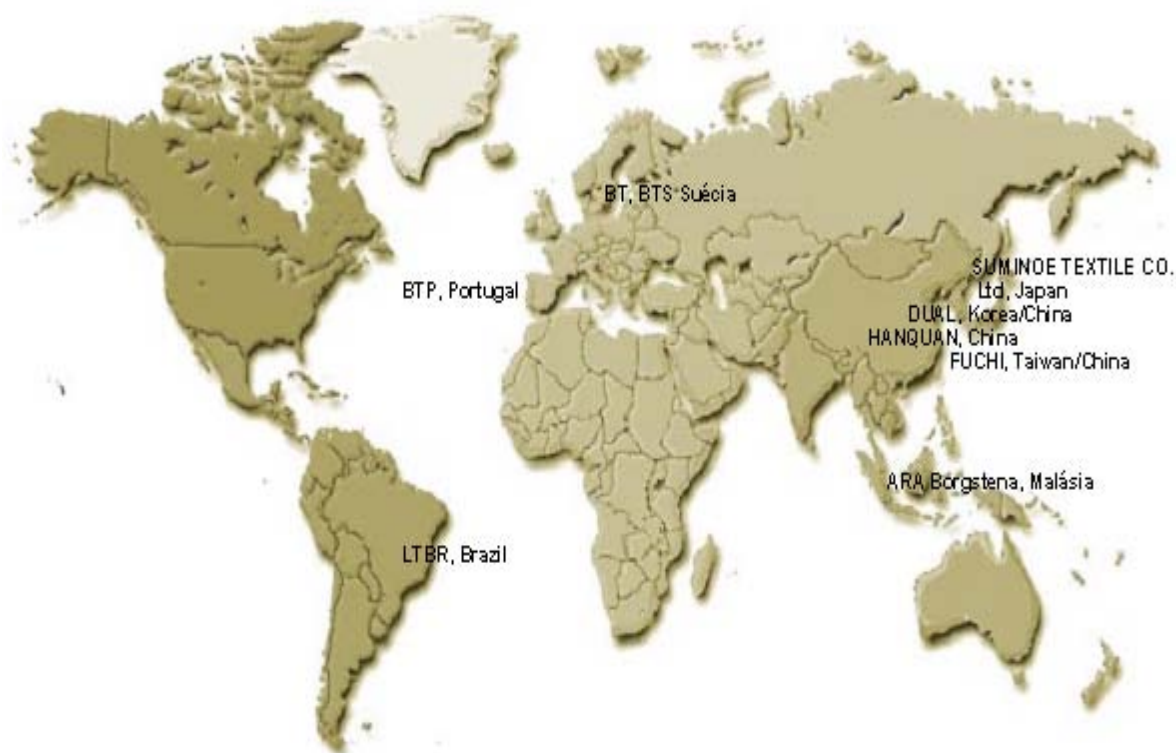 BT, BTS Suécia
SUMINOE TEXTILE CO.
Ltd, Japan
BTP, Portugal
DUAL, Korea/China
HANQUAN, China
FUCHI, Taiwan/China
ARA Borgstena, Malásia
LTBR, Brazil